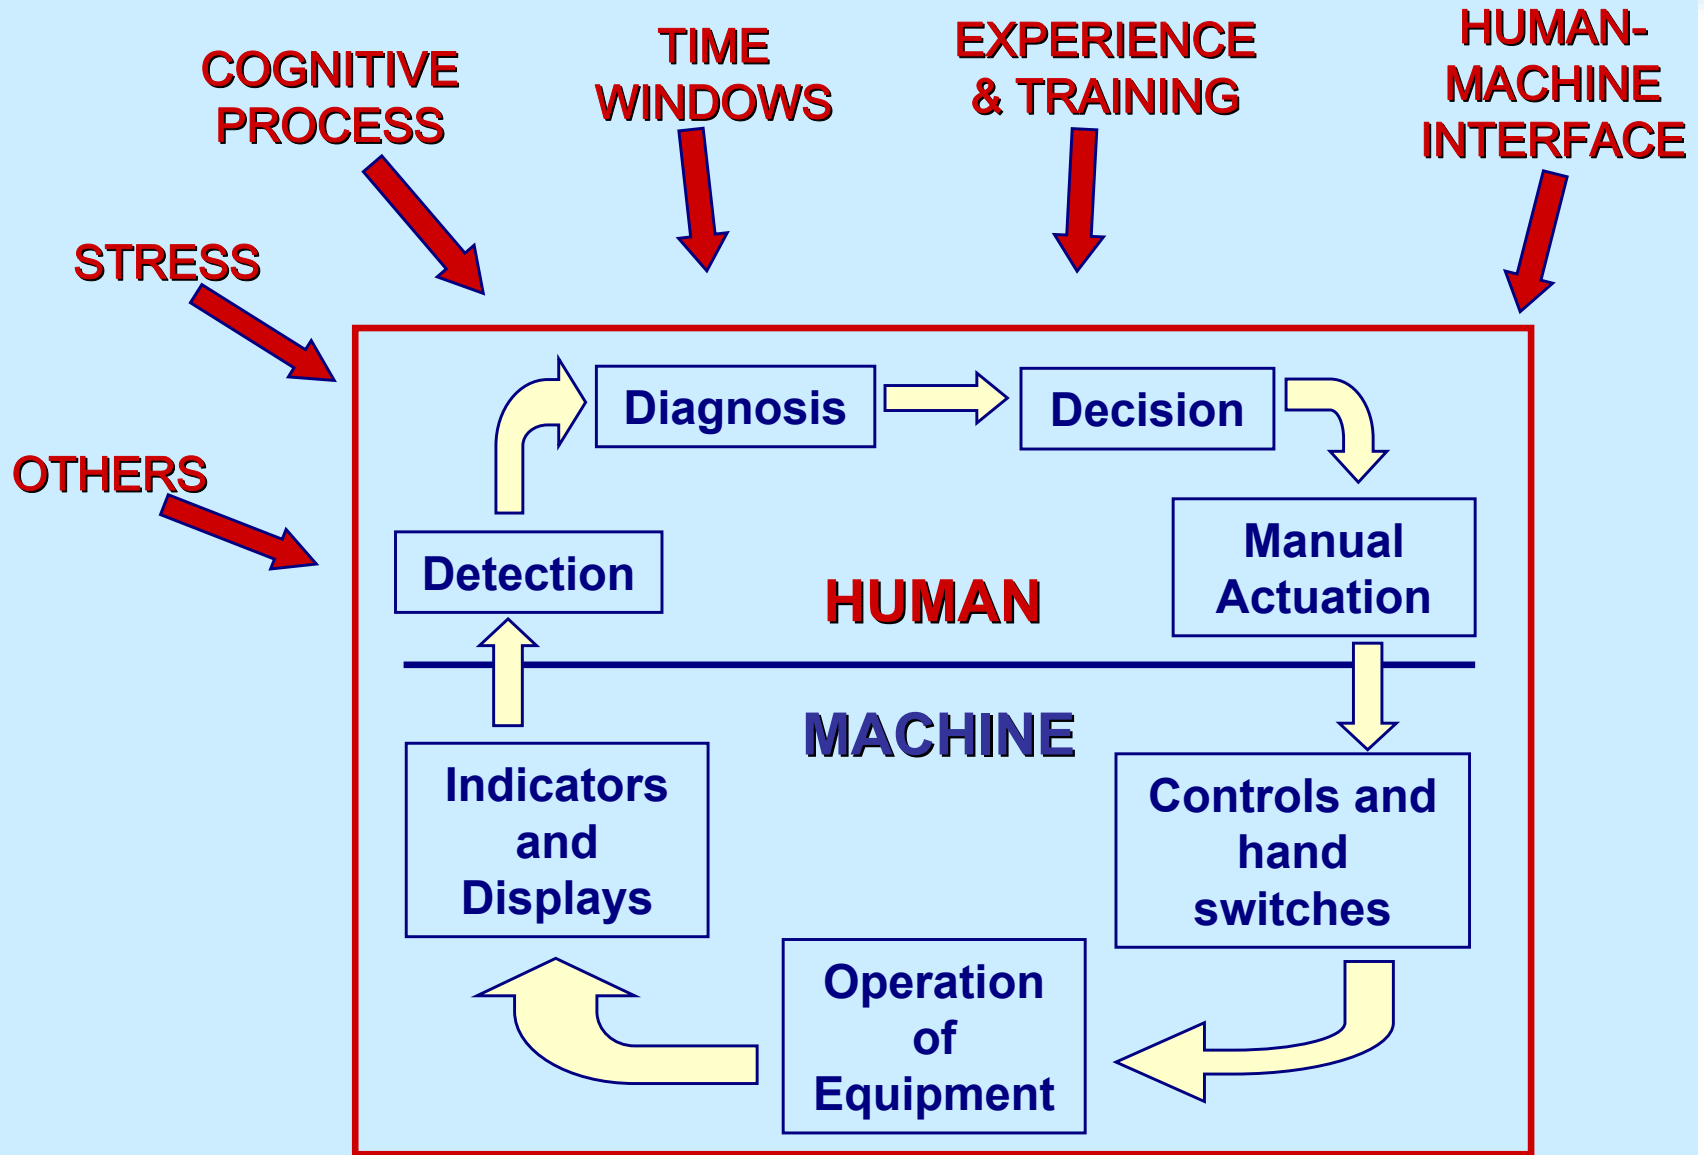 COGNITIVE
PROCESS
TIME
WINDOWS
EXPERIENCE
& TRAINING
HUMAN-
MACHINE
INTERFACE
STRESS
OTHERS
Diagnosis
Decision
Detection
Manual
Actuation
HUMAN
MACHINE
Indicators
and
Displays
Controls and
hand
switches
Operation
of
Equipment